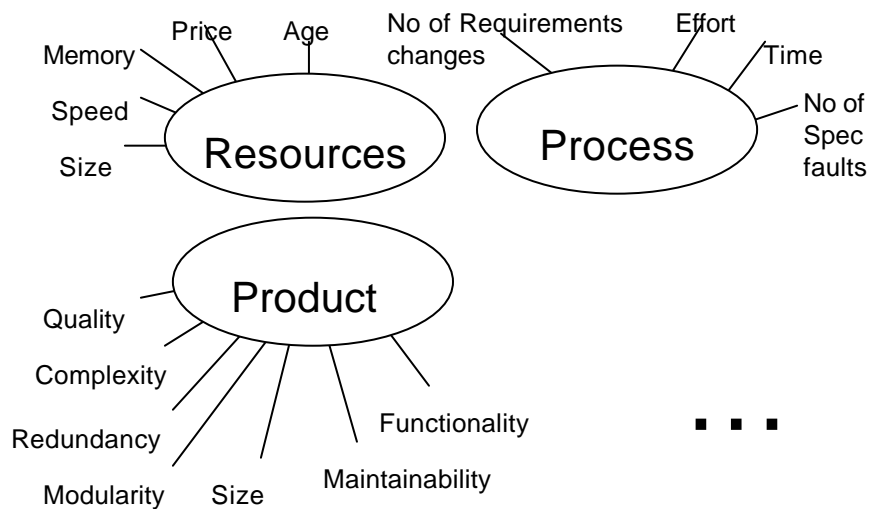 Price
Age
Memory
Speed
Size
Resources
No of Requirements
changes
Effort
Time
No of
Spec
faults
Process
Product
Quality
Complexity
Redundancy
Modularity
Size
Maintainability
Functionality
...